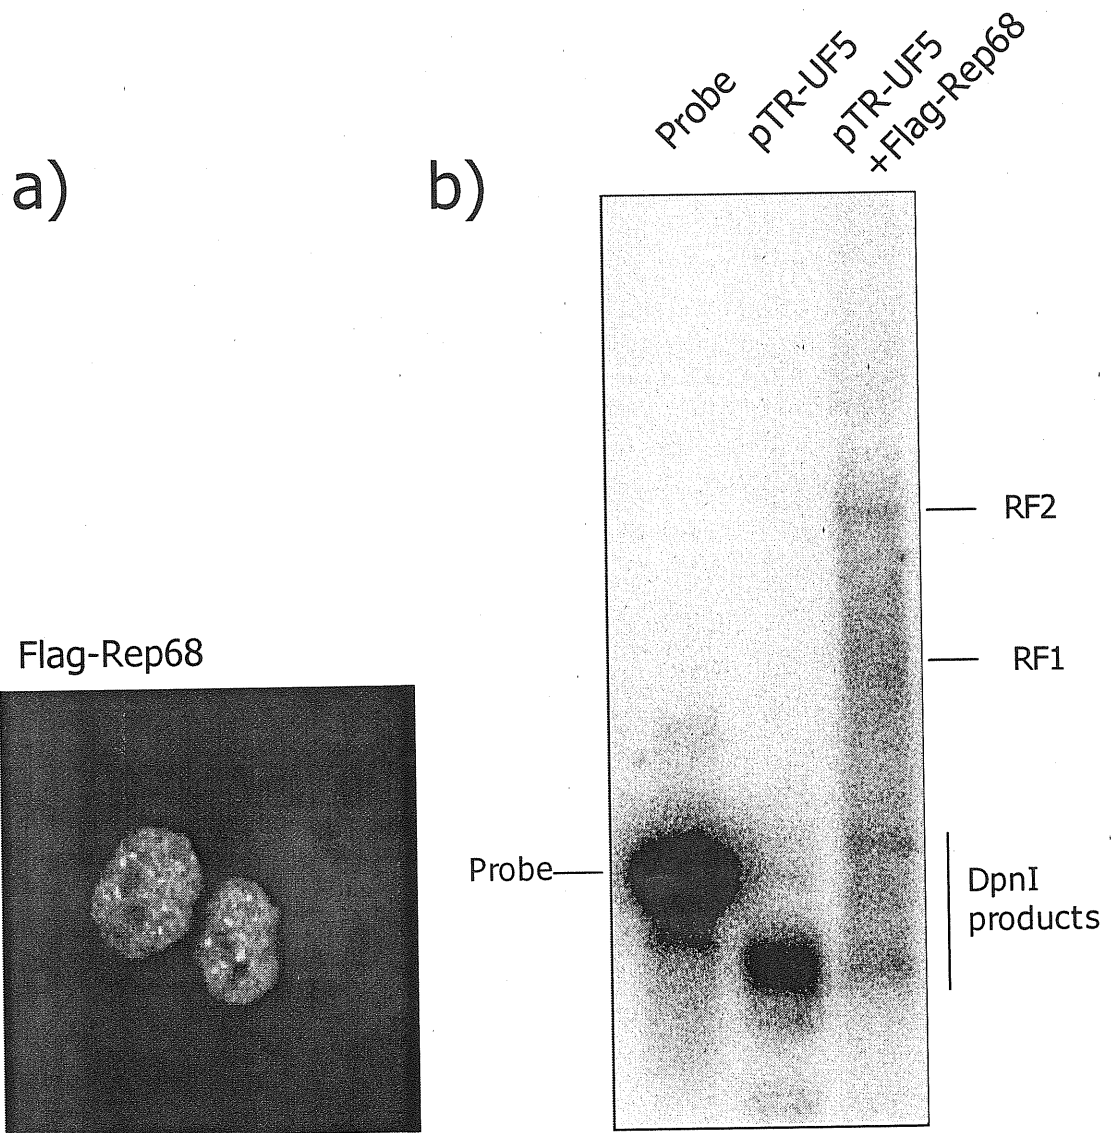 a)
b)
Probe
pTR-UF5
pTR-UF5
+Flag-Rep68
RF2
RF1
Flag-Rep68
Probe
DpnI
products